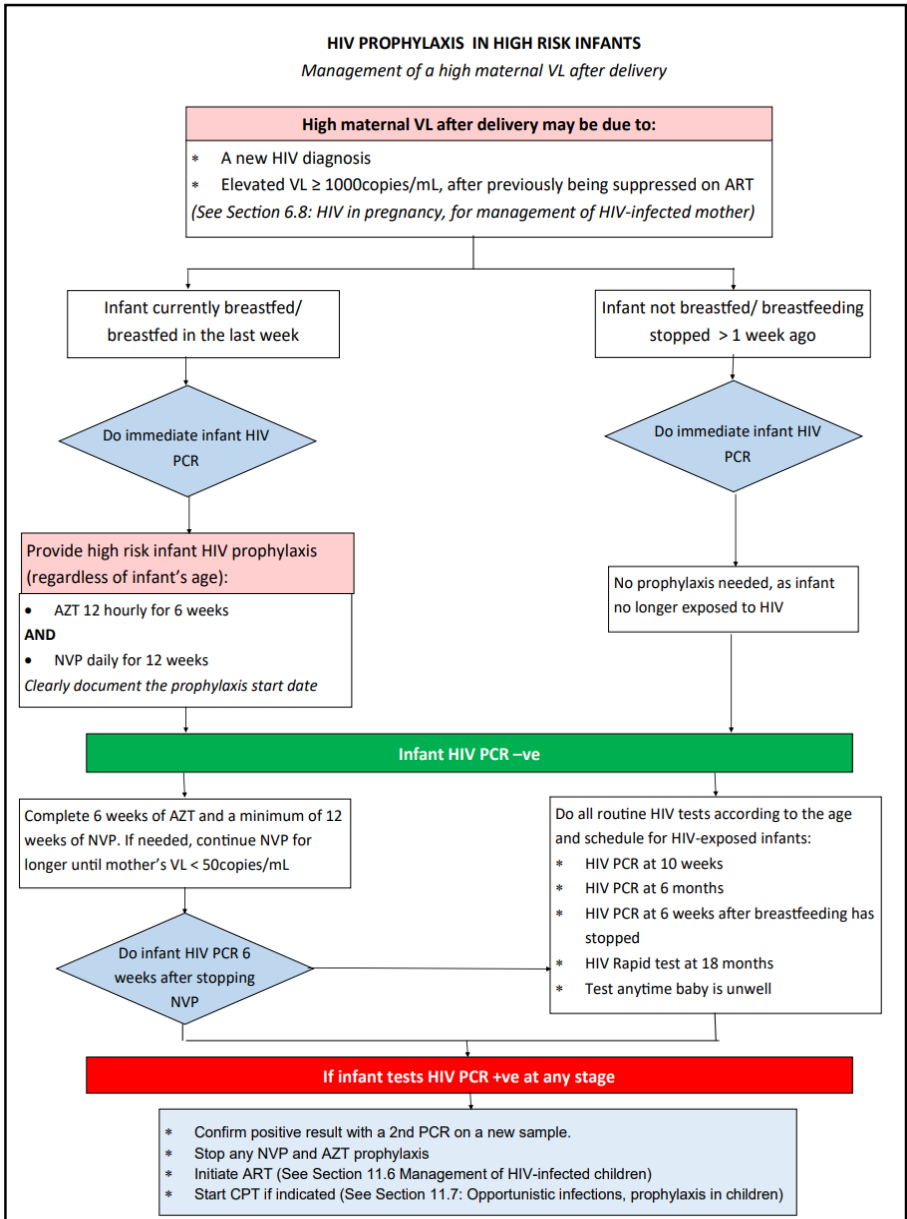 HIV PROPHYLAXIS IN HIGH RISK INFANTS
Management of a high maternal VL after delivery
High maternal VL after delivery may be due to:
* A new HIV diagnosis
* Elevated VL ≥ 1000copies/mL, after previously being suppressed on ART
(See Section 6.8: HIV in pregnancy, for management of HIV-infected mother)
Infant currently breastfed/
breastfed in the last week
Infant not breastfed/ breastfeeding
stopped > 1 week ago
Do immediate infant HIV
PCR
Do immediate infant HIV
PCR
Provide high risk infant HIV prophylaxis
(regardless of infant's age):
• AZT 12 hourly for 6 weeks
AND
• NVP daily for 12 weeks
Clearly document the prophylaxis start date
No prophylaxis needed, as infant
no longer exposed to HIV
Infant HIV PCR –ve
Complete 6 weeks of AZT and a minimum of 12
weeks of NVP. If needed, continue NVP for
longer until mother's VL < 50copies/mL
Do infant HIV PCR 6
weeks after stopping
NVP
Do all routine HIV tests according to the age
and schedule for HIV-exposed infants:
* HIV PCR at 10 weeks
* HIV PCR at 6 months
* HIV PCR at 6 weeks after breastfeeding has
stopped
* HIV Rapid test at 18 months
* Test anytime baby is unwell
If infant tests HIV PCR +ve at any stage
* Confirm positive result with a 2nd PCR on a new sample.
* Stop any NVP and AZT prophylaxis
* Initiate ART (See Section 11.6 Management of HIV-infected children)
* Start CPT if indicated (See Section 11.7: Opportunistic infections, prophylaxis in children)